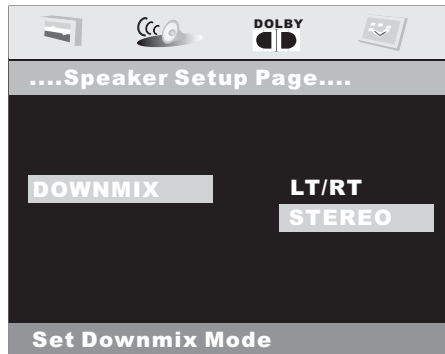 DOLBY
....Speaker Setup Page....
DOWNMIX
LT/RT
STEREO
Set Downmix Mode